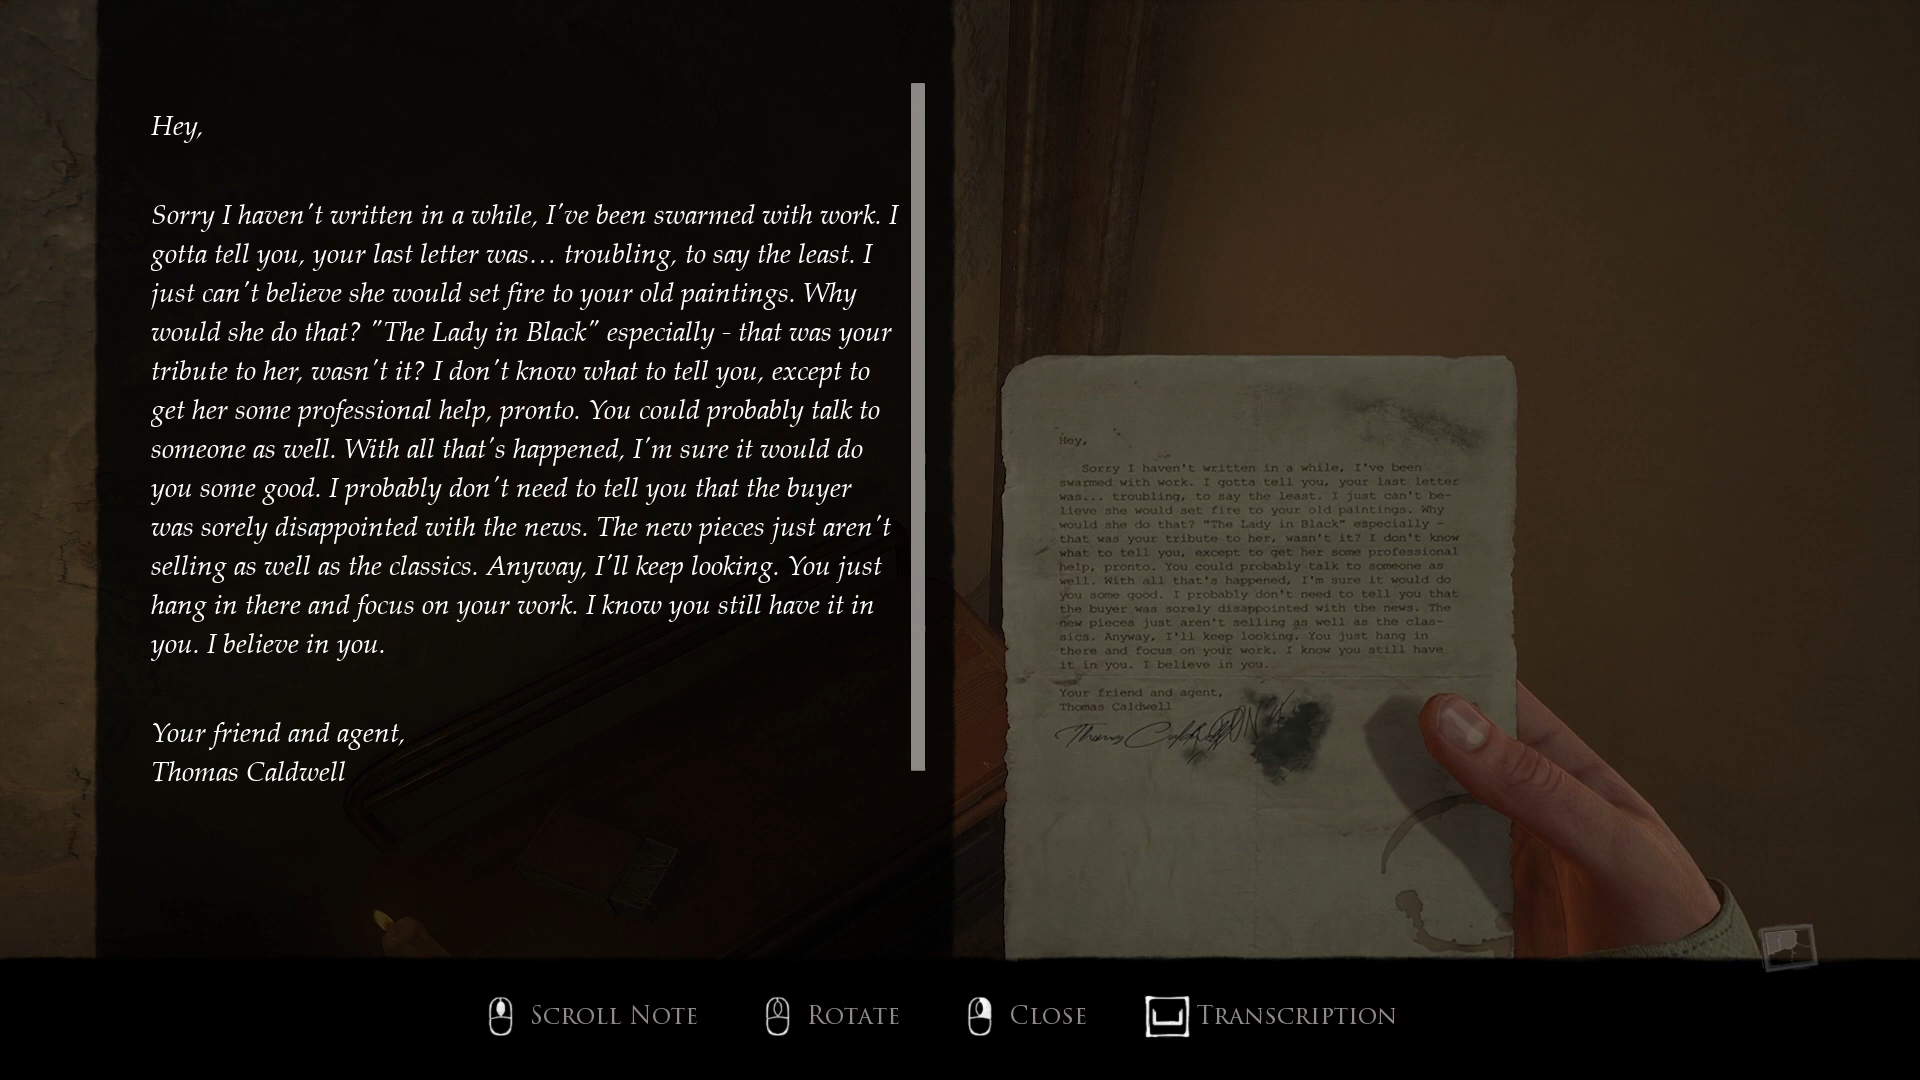 Hey,
Sorry I haven't written in a while, I've been swarmed with work. I
gotta tell you, your last letter was... troubling, to say the least. I
just can't believe she would set fire to your old paintings. Why
would she do that? "The Lady in Black" especially - that was your
tribute to her, wasn't it? I don't know what to tell you, except to
get her some professional help, pronto. You could probably talk to
someone as well. With all that's happened, I'm sure it would do
you some good. I probably don't need to tell you that the buyer
was sorely disappointed with the news. The new pieces just aren't
selling as well as the classics. Anyway, I'll keep looking. You just
hang in there and focus on your work. I know you still have it in
you. I believe in you.
Your friend and agent,
Thomas Caldwell
Hey,
Sorry I haven't written in a while, I've been
swarmed with work. I gotta tell you, your last letter
was... troubling, to say the least. I just can't be-
lieve she would set fire to your old paintings. Why
would she do that? "The Lady in Black" especially -
that was your tribute to her, wasn't it? I don't know
what to tell you, except to get her some professional
help, pronto. You could probably talk to someone as
well. With all that's happened, I'm sure it would do
you some good. I probably don't need to tell you that
the buyer was sorely disappointed with the news. The
new pieces just aren't selling as well as the clas-
sics. Anyway, I'll keep looking. You just hang in
there and focus on your work. I know you still have
it in you. I believe in you.
Your friend and agent,
Thomas Caldwell
Thomas
SCROLL NOTE ROTATE CLOSE TRANSCRIPTION